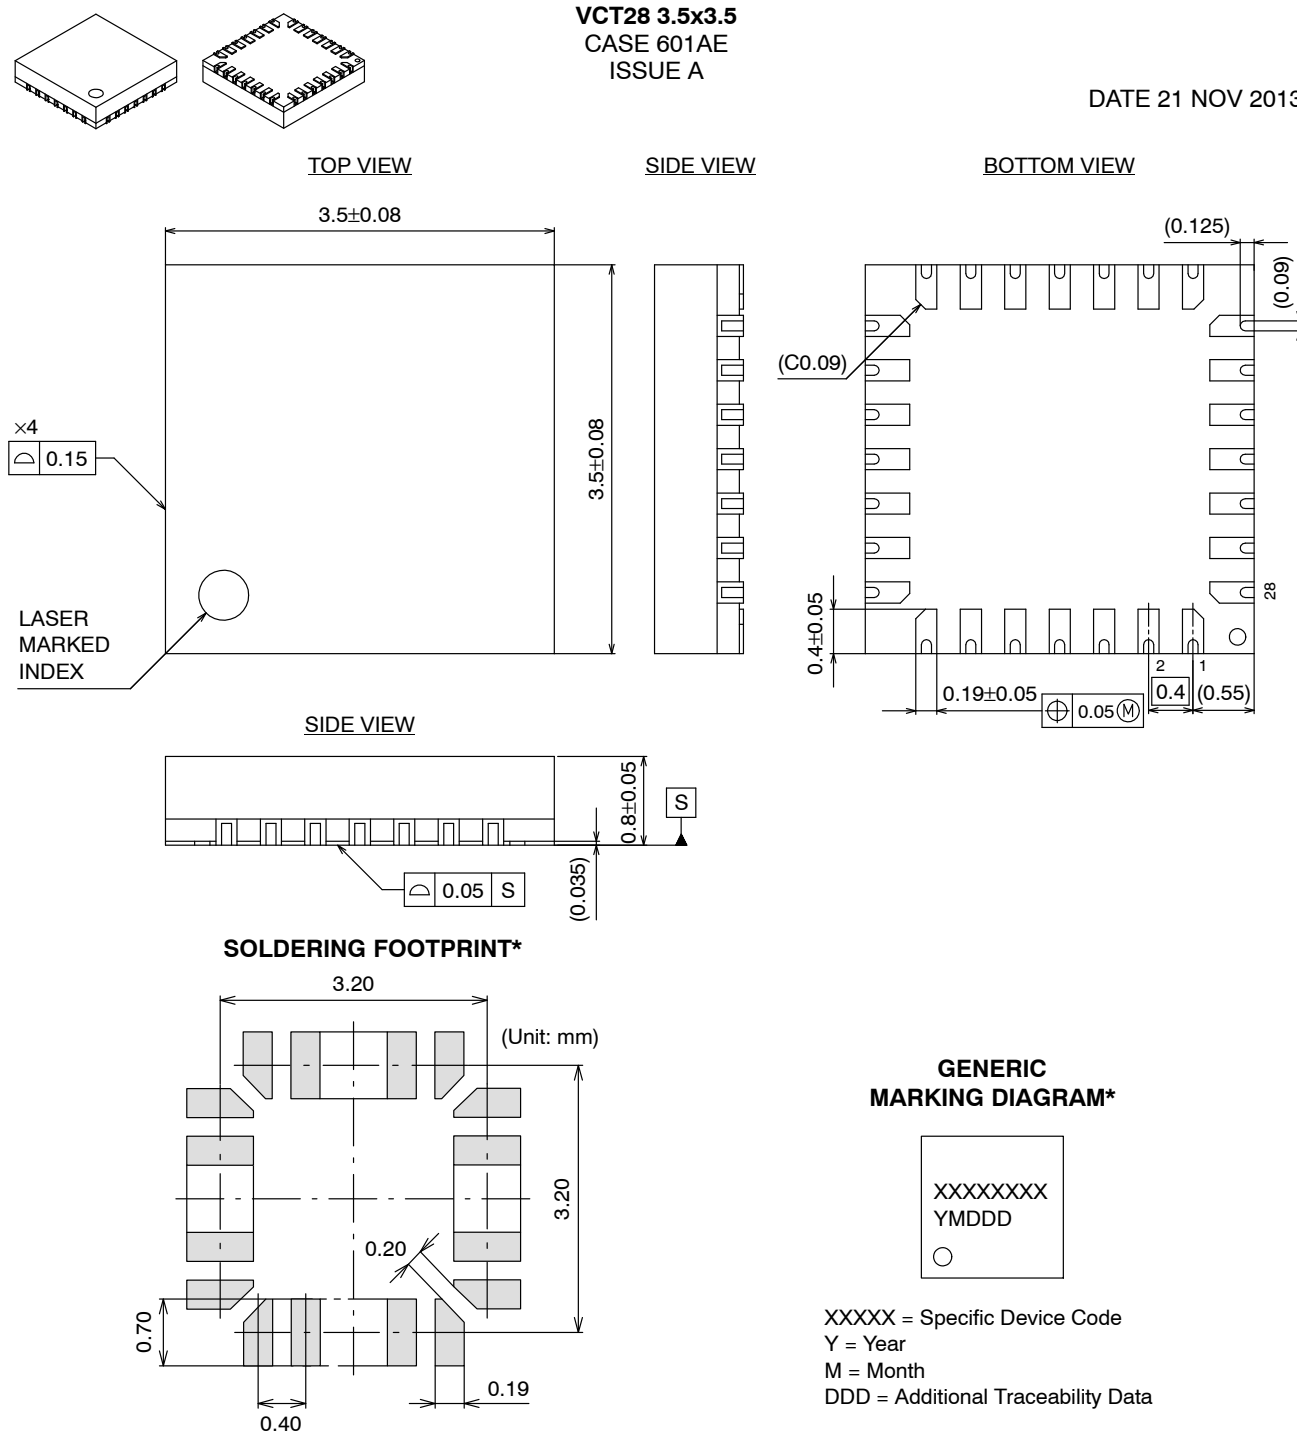 VCT28 3.5x3.5
CASE 601AE
ISSUE A
DATE 21 NOV 2013
TOP VIEW
SIDE VIEW
BOTTOM VIEW
3.5±0.08
3.5±0.08
×4
⌓ 0.15
LASER
MARKED
INDEX
(0.125)
(0.09)
(C0.09)
0.4±0.05
28
2
1
0.19±0.05
⌖ 0.05Ⓜ
0.4
(0.55)
SIDE VIEW
0.8±0.05
S
(0.035)
⌓ 0.05 S
SOLDERING FOOTPRINT*
3.20
(Unit: mm)
3.20
0.20
0.70
0.19
0.40
GENERIC
MARKING DIAGRAM*
XXXXXXXX
YMDDD
XXXXX = Specific Device Code
Y = Year
M = Month
DDD = Additional Traceability Data